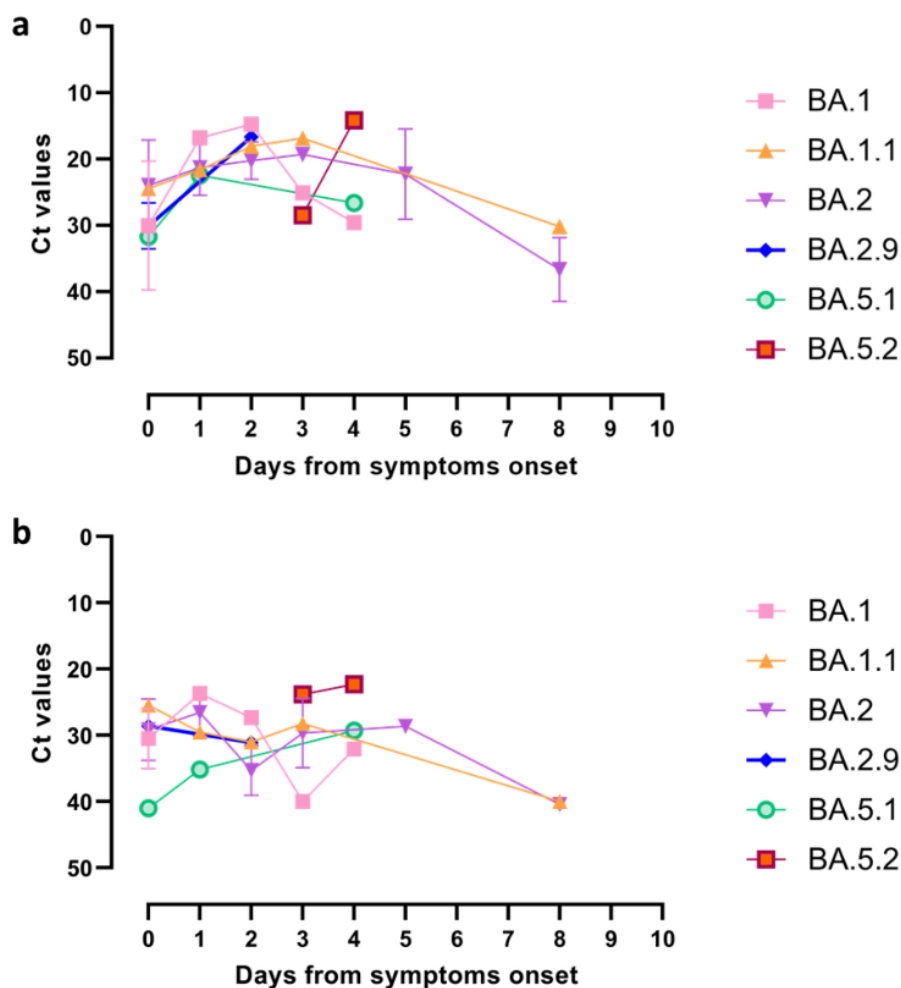 a
0
10
20
30
40
50
Ct values
0 1 2 3 4 5 6 7 8 9 10
Days from symptoms onset
BA.1
BA.1.1
BA.2
BA.2.9
BA.5.1
BA.5.2
b
0
10
20
30
40
50
Ct values
0 1 2 3 4 5 6 7 8 9 10
Days from symptoms onset
BA.1
BA.1.1
BA.2
BA.2.9
BA.5.1
BA.5.2